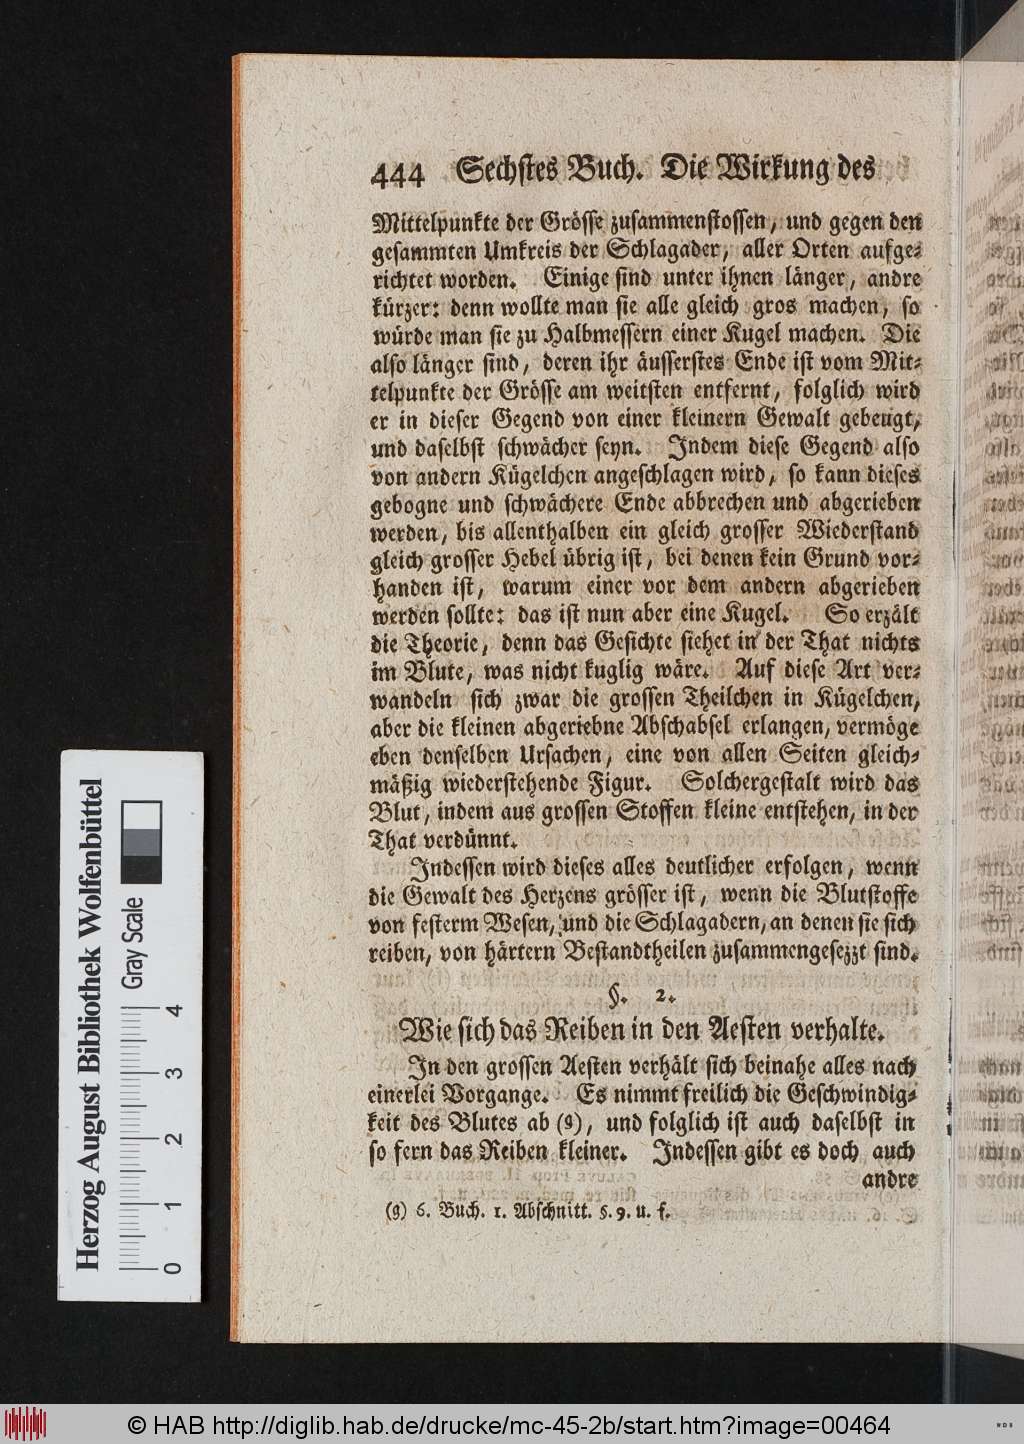 444 Sechstes Buch. Die Wirkung des
Mittelpunkte der Grösse zusammenstossen, und gegen den
gesammten Umkreis der Schlagader, aller Orten aufge-
richtet worden. Einige sind unter ihnen länger, andre
kürzer: denn wollte man sie alle gleich gros machen, so
würde man sie zu Halbmessern einer Kugel machen. Die
also länger sind, deren ihr äusserstes Ende ist vom Mit-
telpunkte der Grösse am weitsten entfernt, folglich wird
er in dieser Gegend von einer kleinern Gewalt gebeugt,
und daselbst schwächer seyn. Indem diese Gegend also
von andern Kügelchen angeschlagen wird, so kann dieses
gebogne und schwächere Ende abbrechen und abgerieben
werden, bis allenthalben ein gleich grosser Wiederstand
gleich grosser Hebel übrig ist, bei denen kein Grund vor-
handen ist, warum einer vor dem andern abgerieben
werden sollte: das ist nun aber eine Kugel. So erzält
die Theorie, denn das Gesichte siehet in der That nichts
im Blute, was nicht kuglig wäre. Auf diese Art ver-
wandeln sich zwar die grossen Theilchen in Kügelchen,
aber die kleinen abgeriebne Abschabsel erlangen, vermöge
eben denselben Ursachen, eine von allen Seiten gleich-
mäßig wiederstehende Figur. Solchergestalt wird das
Blut, indem aus grossen Stoffen kleine entstehen, in der
That verdünnt.
Indessen wird dieses alles deutlicher erfolgen, wenn
die Gewalt des Herzens grösser ist, wenn die Blutstoffe
von festerm Wesen, und die Schlagadern, an denen sie sich
reiben, von härtern Bestandtheilen zusammengesezzt sind.
§. 2.
Wie sich das Reiben in den Aesten verhalte.
In den grossen Aesten verhält sich beinahe alles nach
einerlei Vorgange. Es nimmt freilich die Geschwindig-
keit des Blutes ab (g), und folglich ist auch daselbst in
so fern das Reiben kleiner. Indessen gibt es doch auch
andre
(g) 6. Buch. 1. Abschnitt. §. 9. u. f.
Herzog August Bibliothek Wolfenbüttel
Gray Scale
0 1 2 3 4
© HAB http://diglib.hab.de/drucke/mc-45-2b/start.htm?image=00464